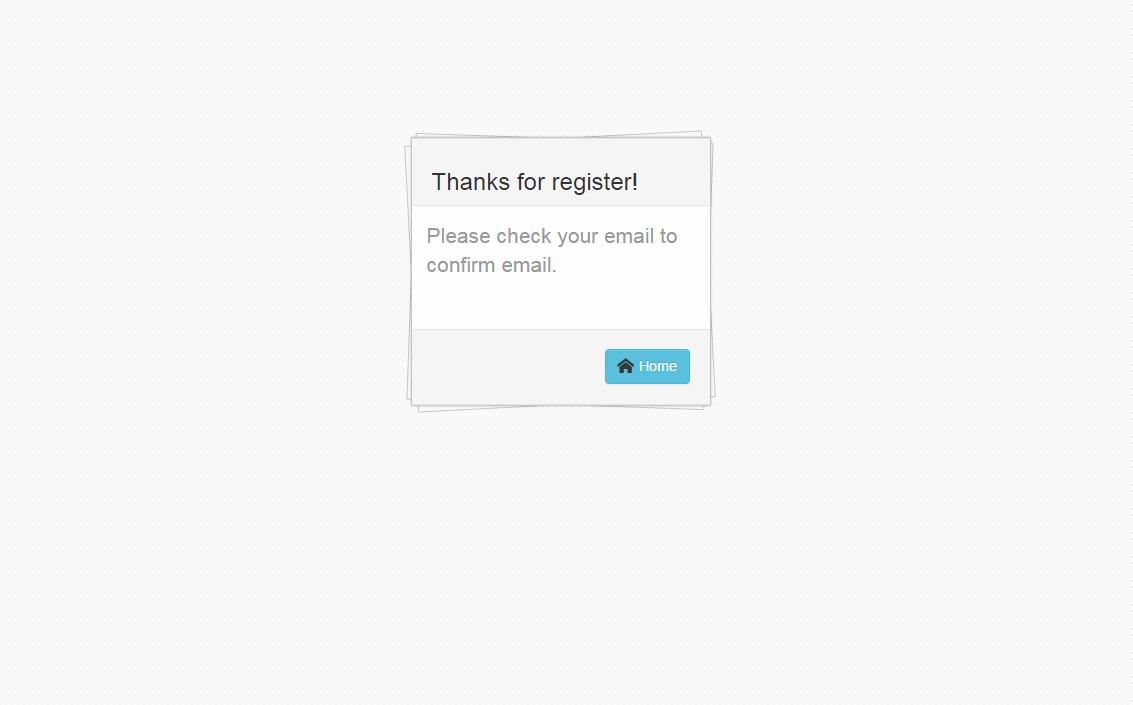 Thanks for register!
Please check your email to
confirm email.
Home